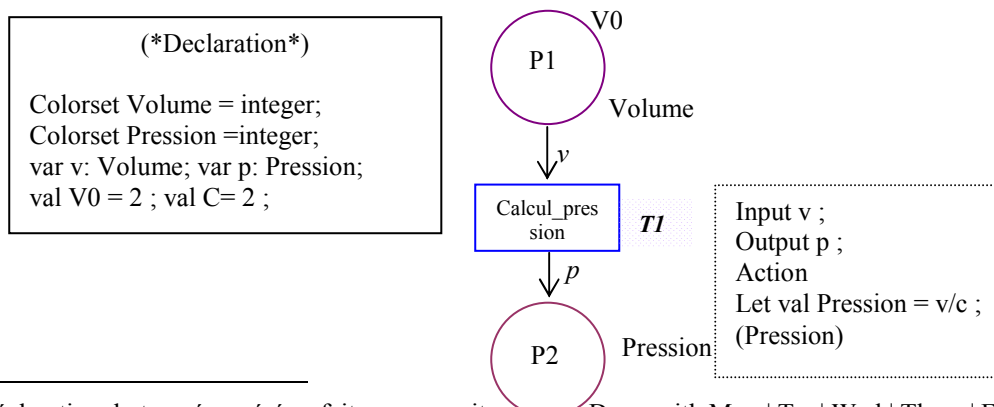 (*Declaration*)
Colorset Volume = integer;
Colorset Pression =integer;
var v: Volume; var p: Pression;
val V0 = 2 ; val C= 2 ;
V0
P1
Volume
v
Calcul_pres
sion
T1
p
P2
Pression
Input v ;
Output p ;
Action
Let val Pression = v/c ;
(Pression)